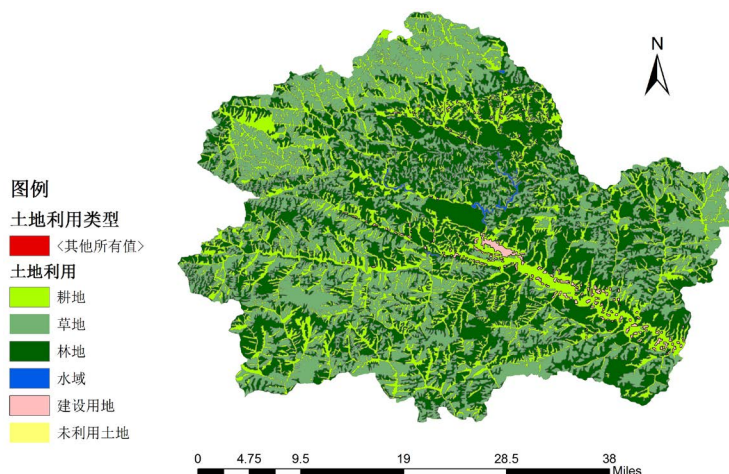 N
图例
土地利用类型
<其他所有值>
土地利用
耕地
草地
林地
水域
建设用地
未利用土地
0 4.75 9.5 19 28.5 38
Miles